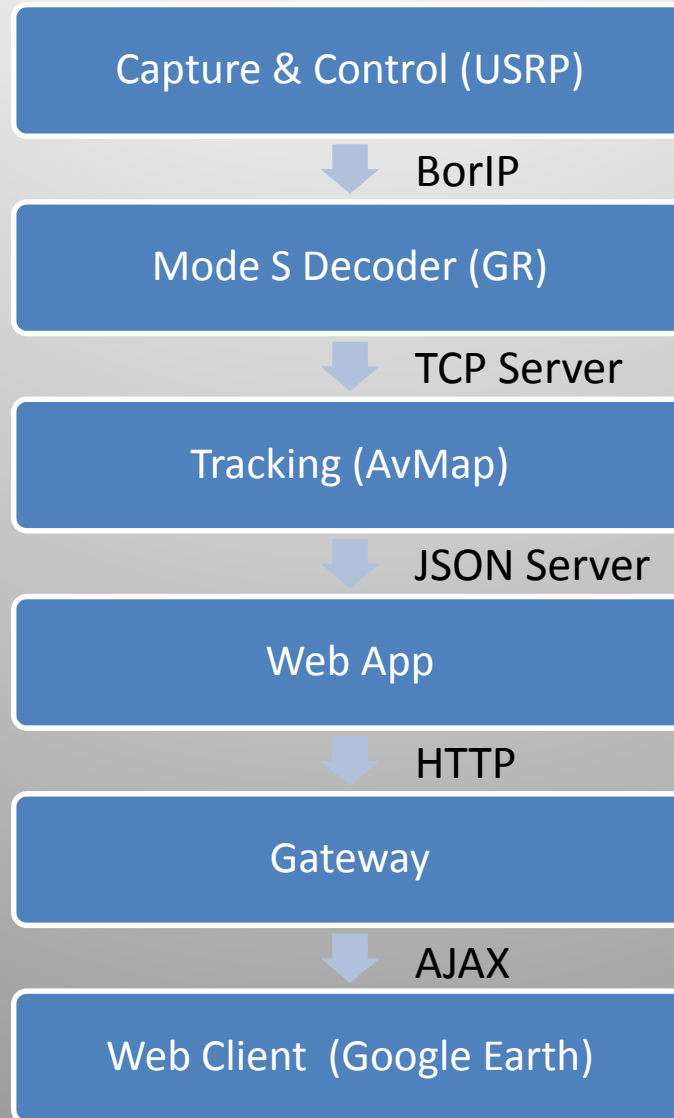 Capture & Control (USRP)
BorIP
Mode S Decoder (GR)
TCP Server
Tracking (AvMap)
JSON Server
Web App
HTTP
Gateway
AJAX
Web Client  (Google Earth)